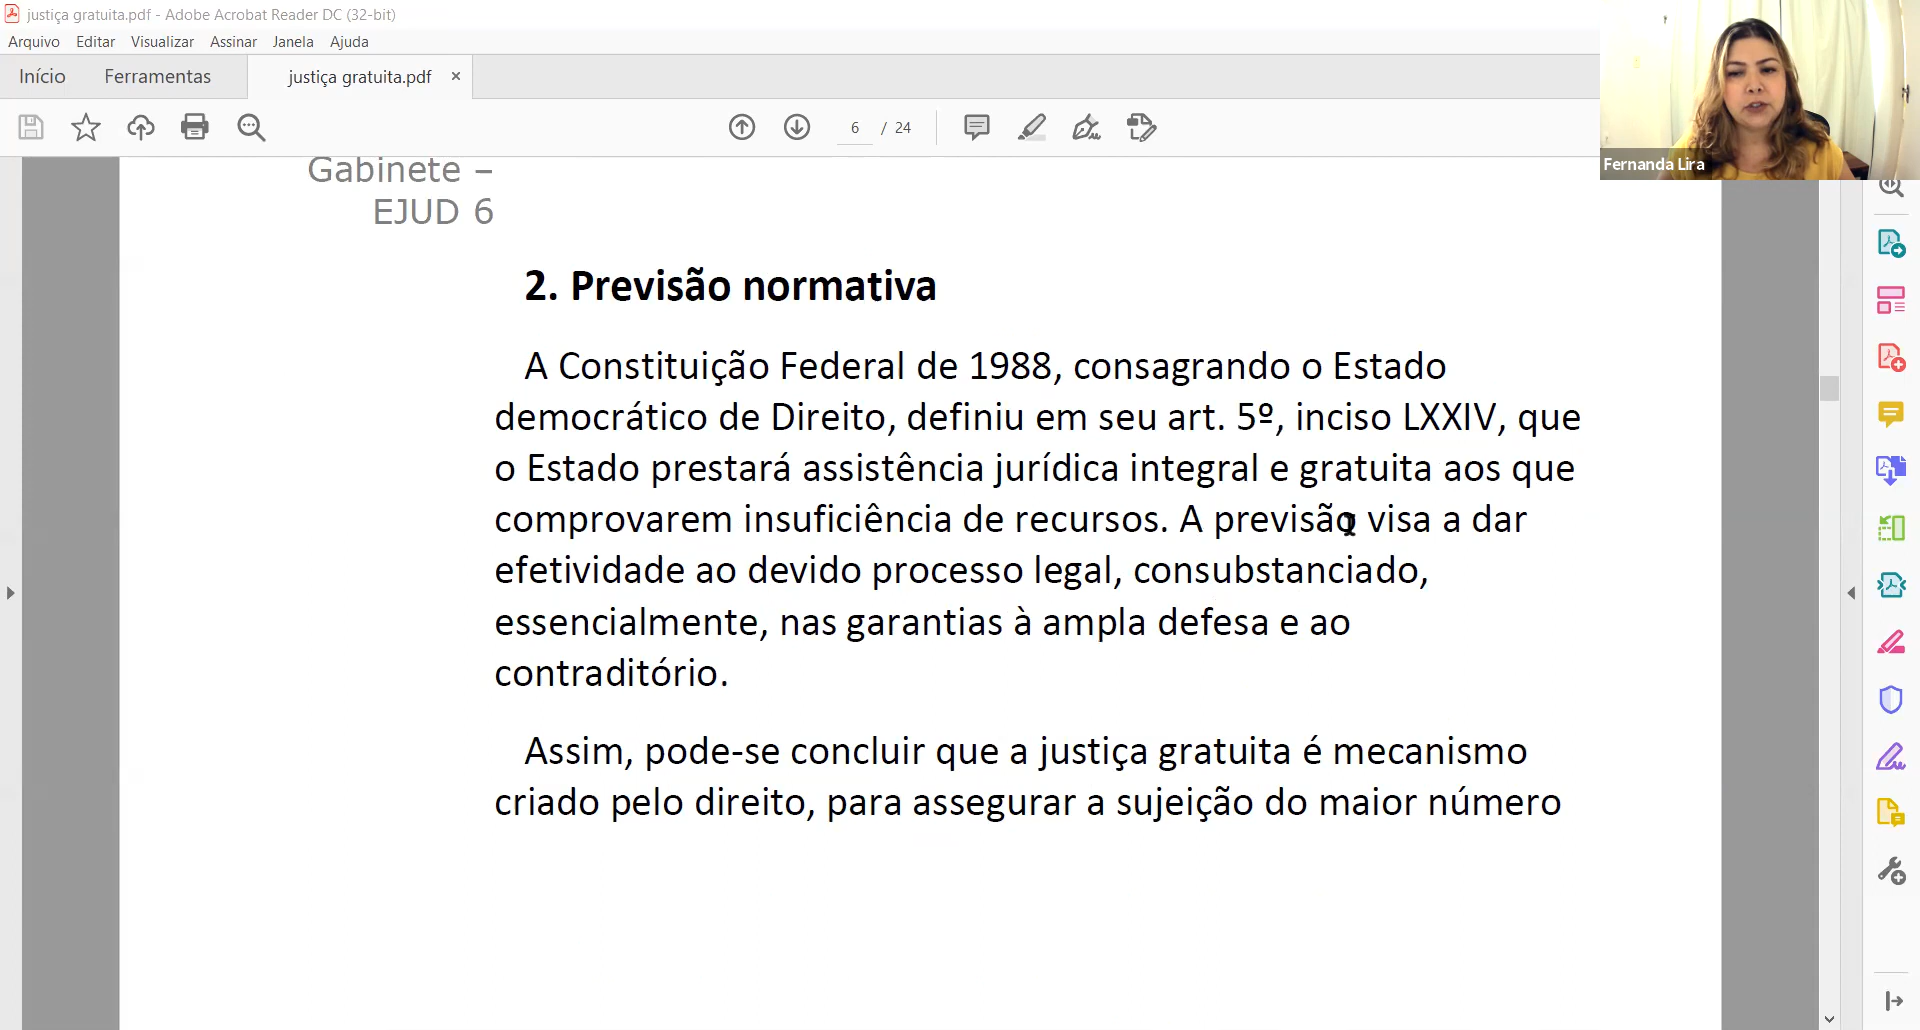 justiça gratuita.pdf - Adobe Acrobat Reader DC (32-bit)
Arquivo Editar Visualizar Assinar Janela Ajuda
Início Ferramentas justiça gratuita.pdf ×
6 / 24
Fernanda Lira
Gabinete –
EJUD 6
2. Previsão normativa
A Constituição Federal de 1988, consagrando o Estado
democrático de Direito, definiu em seu art. 5º, inciso LXXIV, que
o Estado prestará assistência jurídica integral e gratuita aos que
comprovarem insuficiência de recursos. A previsão visa a dar
efetividade ao devido processo legal, consubstanciado,
essencialmente, nas garantias à ampla defesa e ao
contraditório.
Assim, pode-se concluir que a justiça gratuita é mecanismo
criado pelo direito, para assegurar a sujeição do maior número